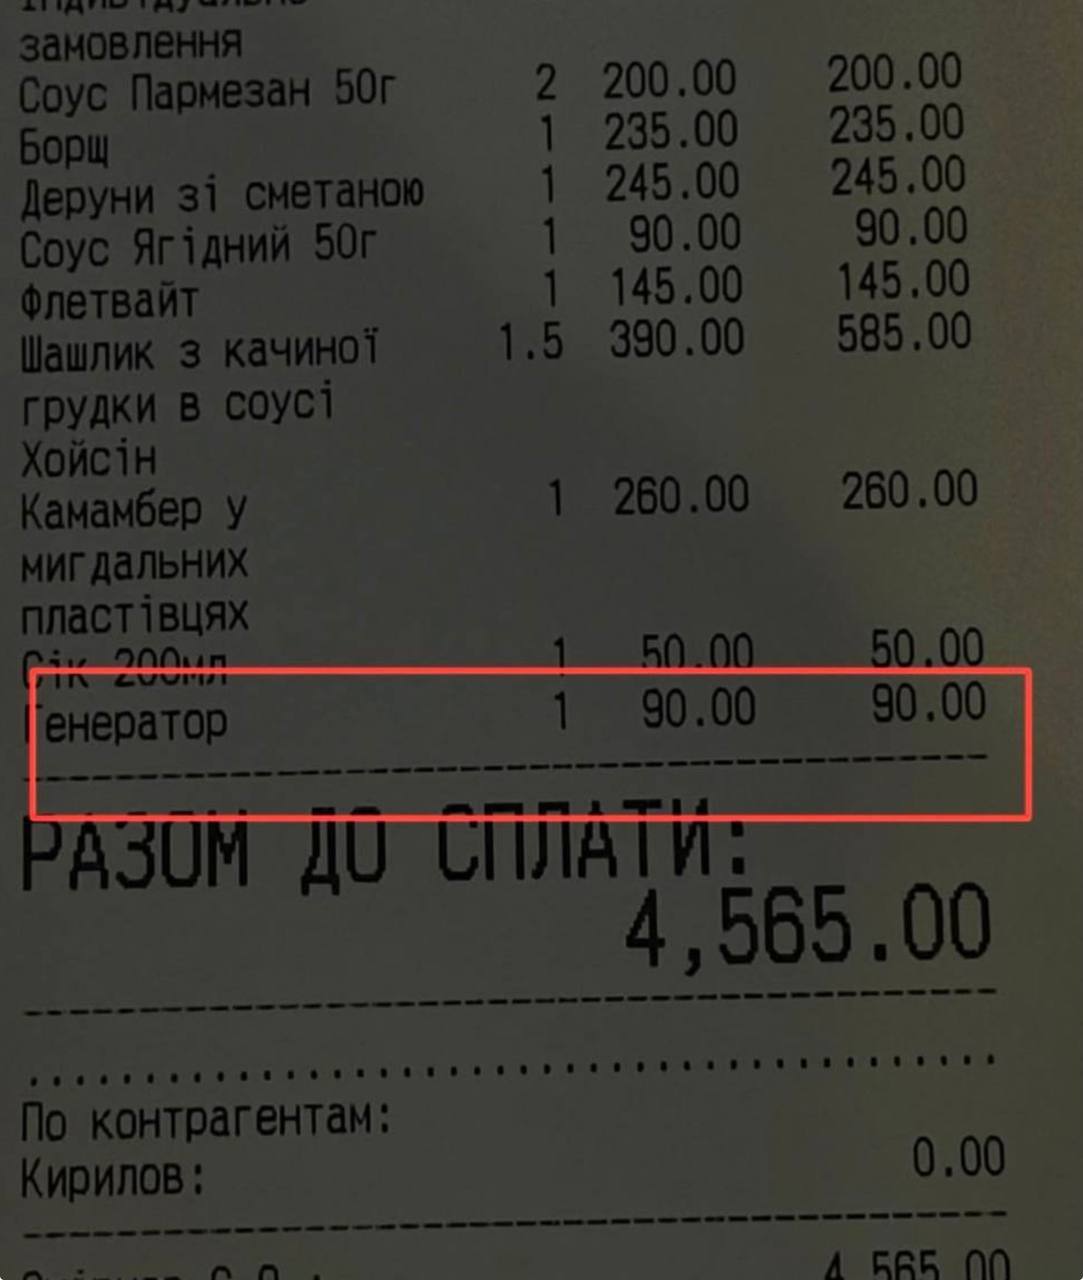 Індивідуальне
замовлення
Соус Пармезан 50г 2 200.00 200.00
Борщ 1 235.00 235.00
Деруни зі сметаною 1 245.00 245.00
Соус Ягідний 50г 1 90.00 90.00
Флетвайт 1 145.00 145.00
Шашлик з качиної 1.5 390.00 585.00
грудки в соусі
Хойсін
Камамбер у 1 260.00 260.00
мигдальних
пластівцях
Сік 200мл 1 50.00 50.00
Генератор 1 90.00 90.00
РАЗОМ ДО СПЛАТИ:
4,565.00
По контрагентам:
Кирилов: 0.00
4,565.00